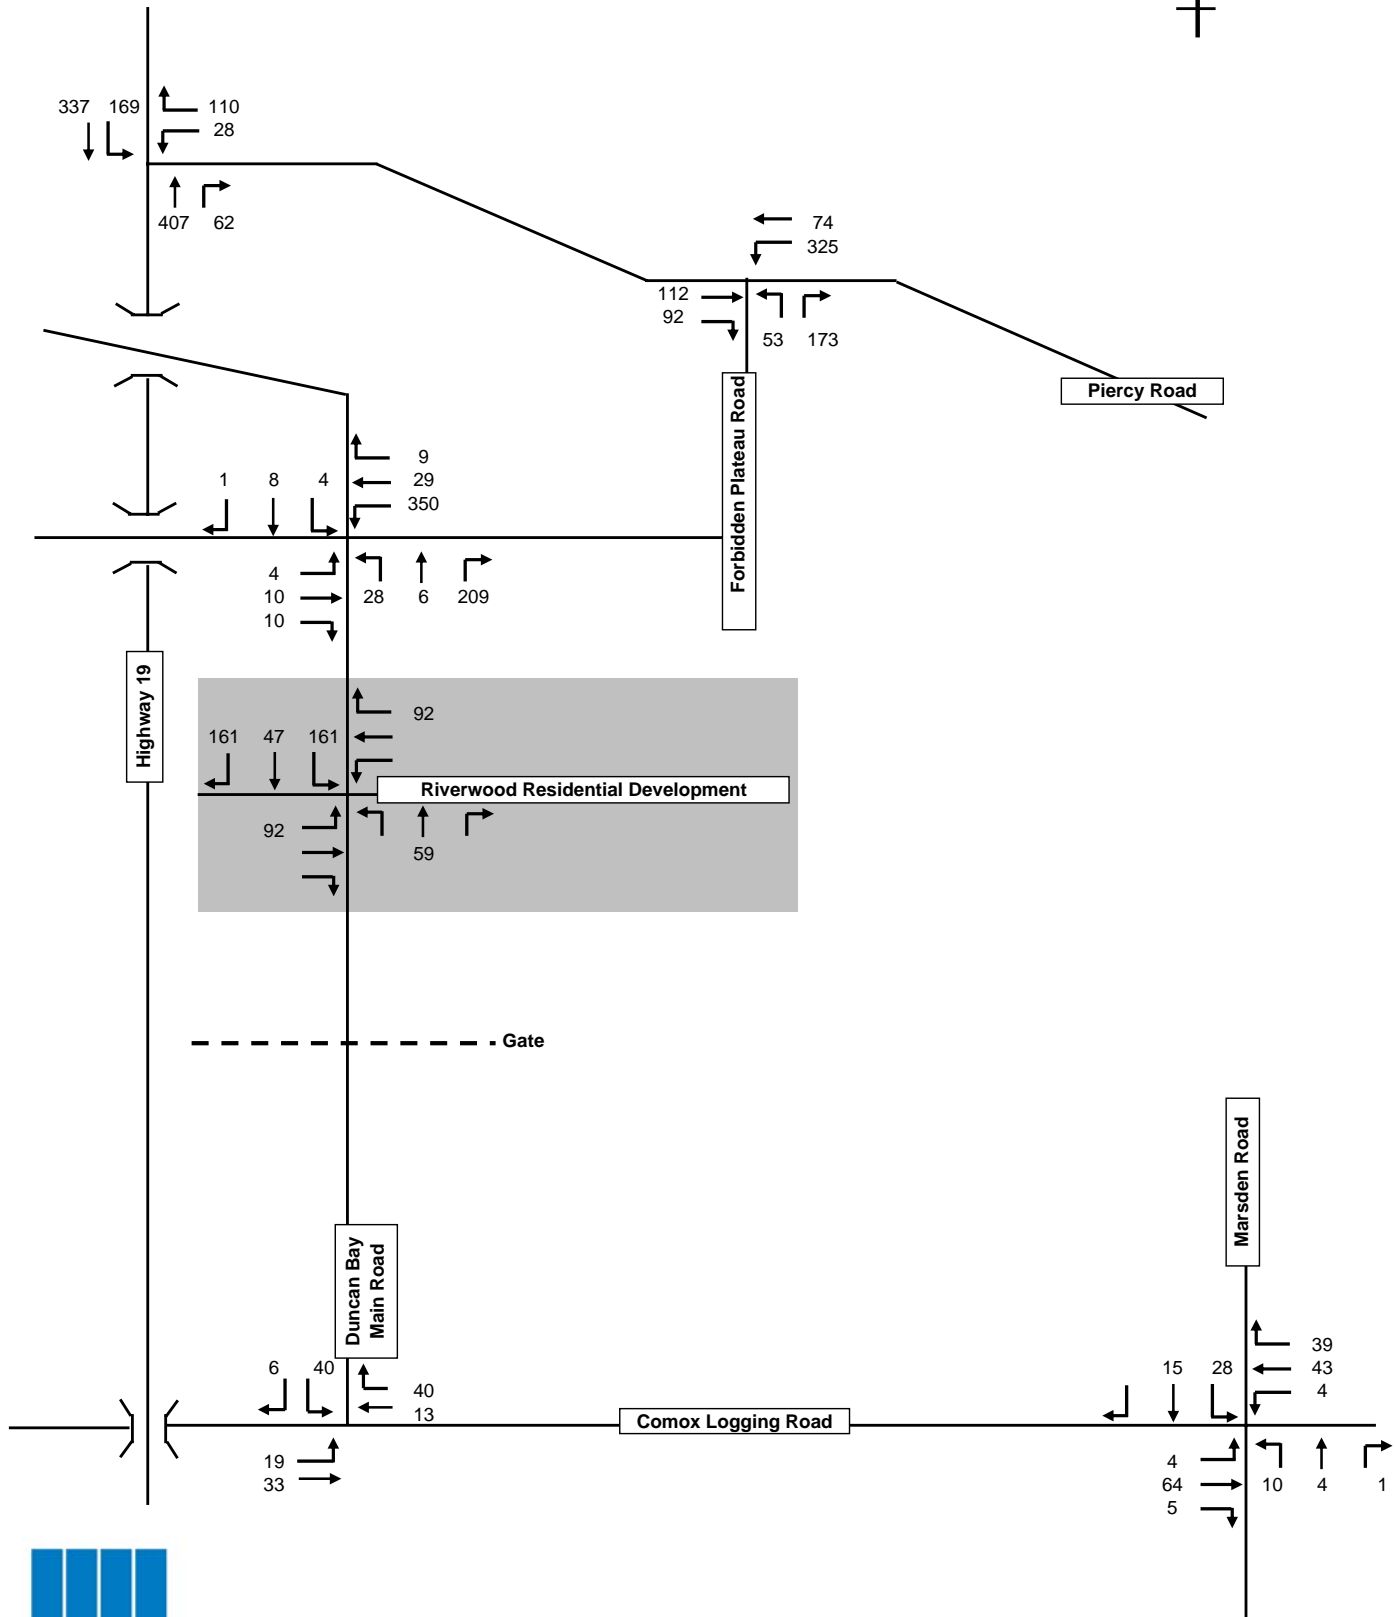 337 169 110
28
407 62
74
325
112
92
53 173
Piercy Road
Forbidden Plateau Road
9
1 8 4 29
350
4
10 28 6 209
10
Highway 19
92
161 47 161
Riverwood Residential Development
92
59
Gate
Marsden Road
Duncan Bay
Main Road
39
6 40 15 28 43
40 4
13
Comox Logging Road
19 4
33 64 10 4 1
5